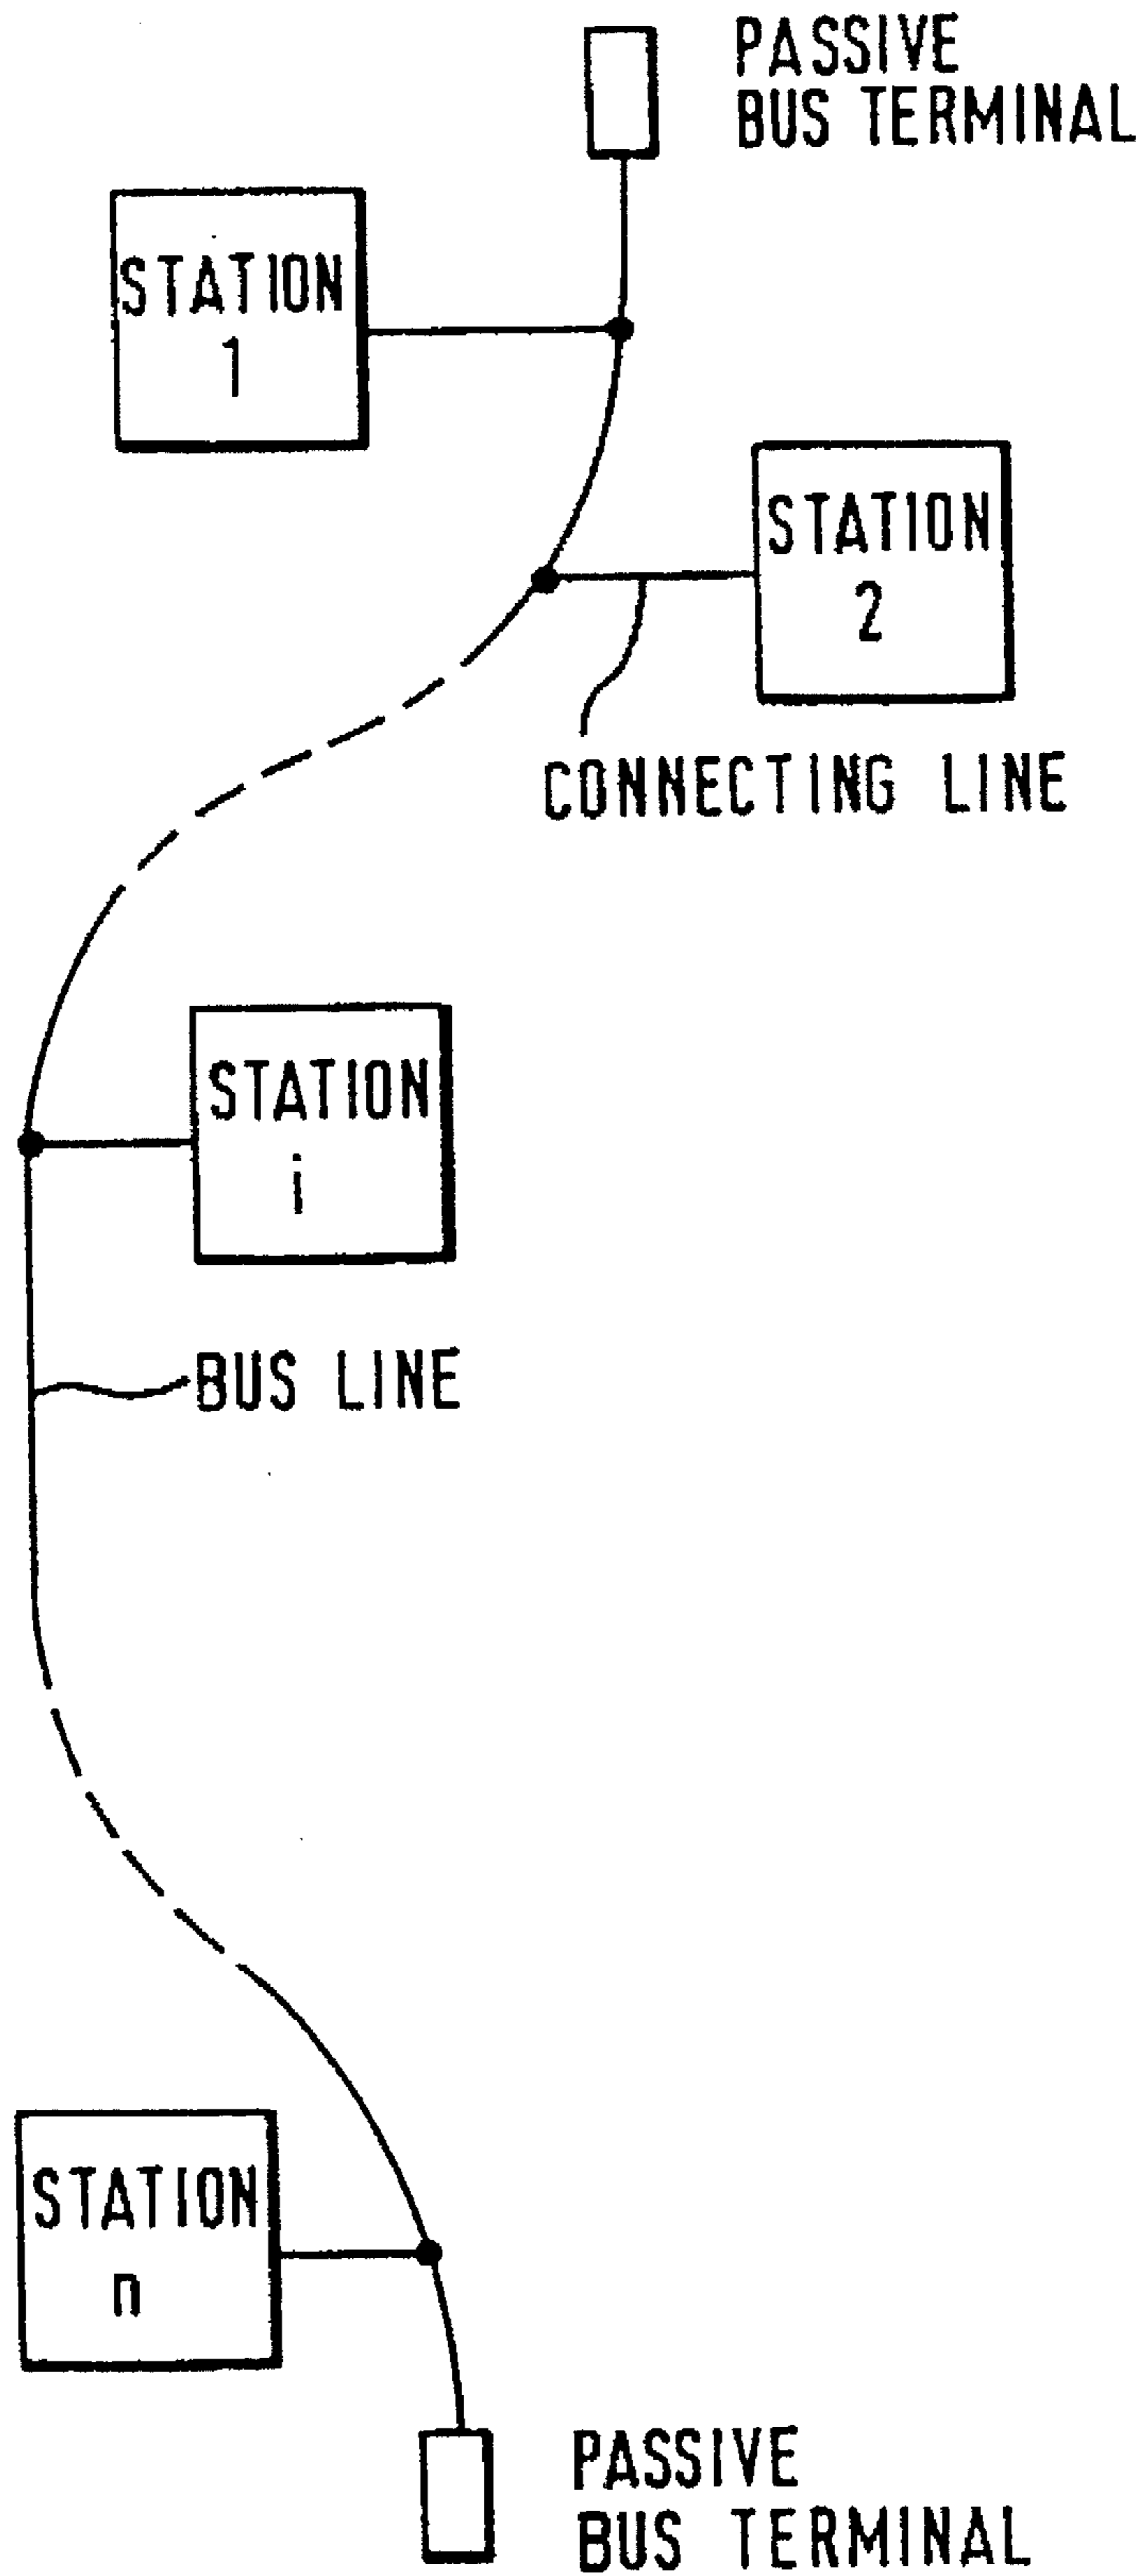 PASSIVE
BUS TERMINAL
STATION
1
STATION
2
CONNECTING LINE
STATION
i
BUS LINE
STATION
n
PASSIVE
BUS TERMINAL